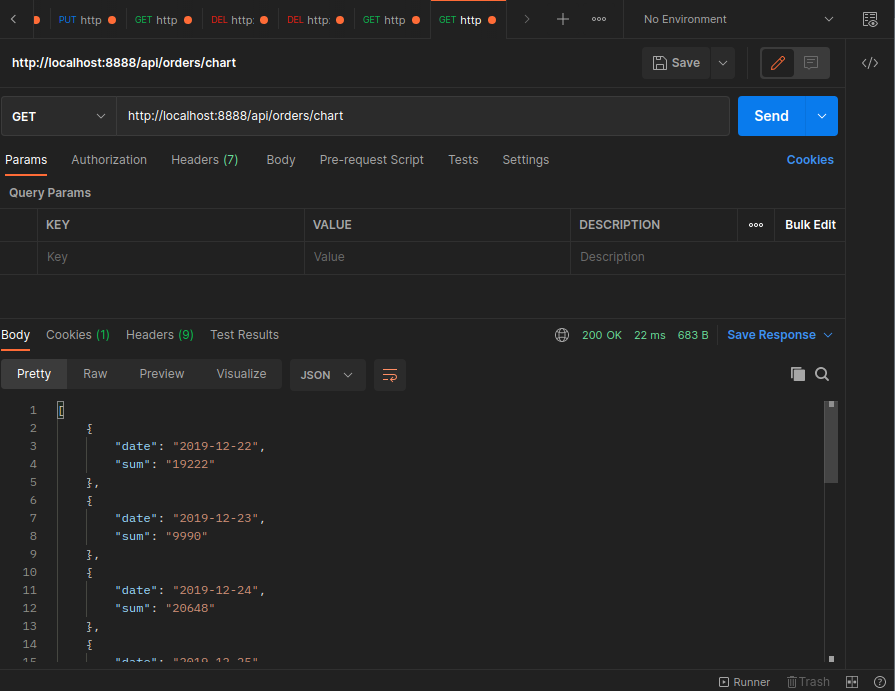 PUT http GET http DEL http: DEL http: GET http GET http No Environment
http://localhost:8888/api/orders/chart Save
GET http://localhost:8888/api/orders/chart Send
Params Authorization Headers (7) Body Pre-request Script Tests Settings Cookies
Query Params
KEY VALUE DESCRIPTION Bulk Edit
Key Value Description
Body Cookies (1) Headers (9) Test Results 200 OK 22 ms 683 B Save Response
Pretty Raw Preview Visualize JSON
1 [
2 {
3 "date": "2019-12-22",
4 "sum": "19222"
5 },
6 {
7 "date": "2019-12-23",
8 "sum": "9990"
9 },
10 {
11 "date": "2019-12-24",
12 "sum": "20648"
13 },
14 {
15 "date": "2019-12-25",
Runner Trash